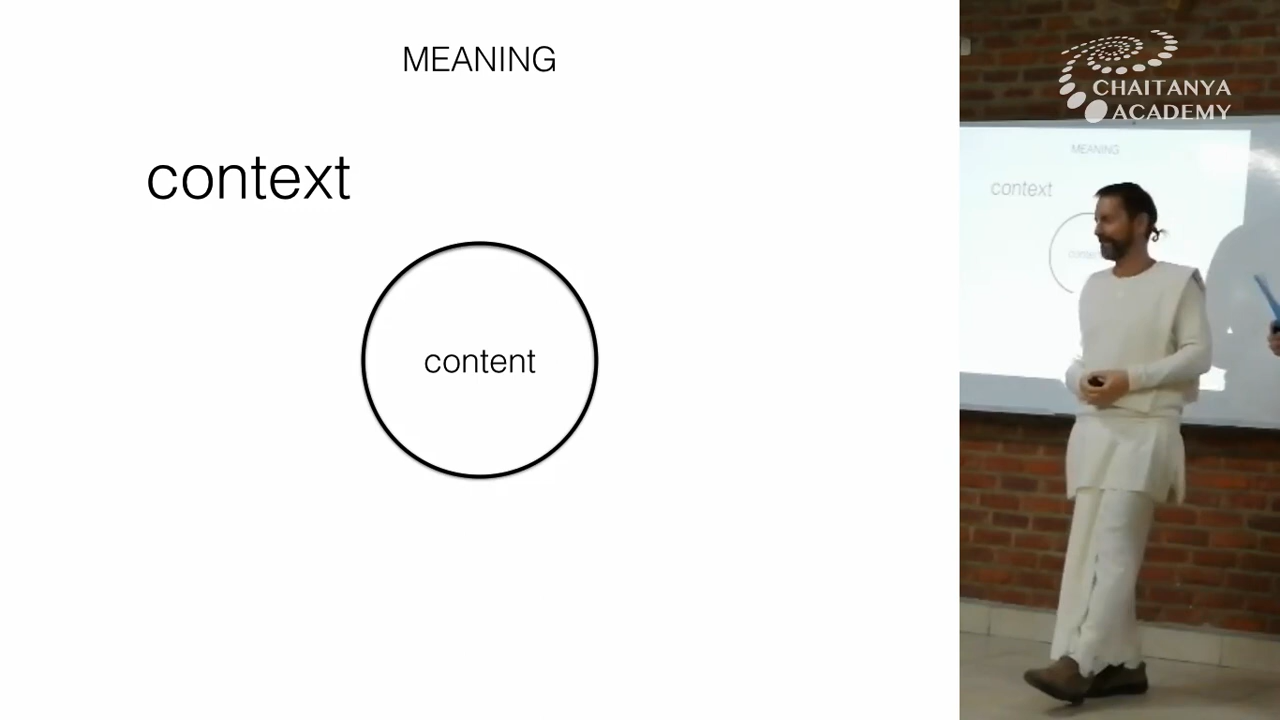 MEANING
context
content
CHAITANYA
ACADEMY
MEANING
context